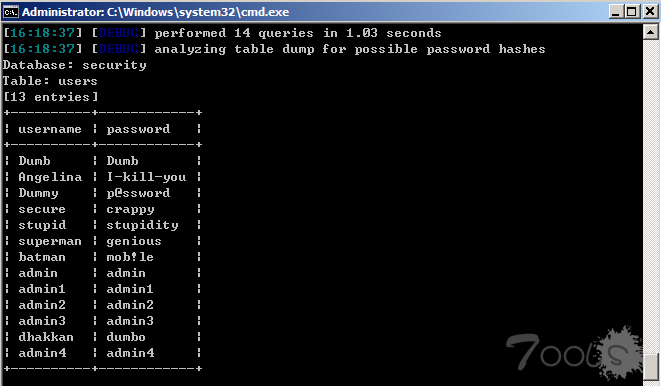 Administrator: C:\Windows\system32\cmd.exe
[16:18:37] [DEBUG] performed 14 queries in 1.03 seconds
[16:18:37] [DEBUG] analyzing table dump for possible password hashes
Database: security
Table: users
[13 entries]
+----------+------------+
¦ username ¦ password   ¦
+----------+------------+
¦ Dumb     ¦ Dumb       ¦
¦ Angelina ¦ I-kill-you ¦
¦ Dummy    ¦ p@ssword   ¦
¦ secure   ¦ crappy     ¦
¦ stupid   ¦ stupidity  ¦
¦ superman ¦ genious    ¦
¦ batman   ¦ mob!le     ¦
¦ admin    ¦ admin      ¦
¦ admin1   ¦ admin1     ¦
¦ admin2   ¦ admin2     ¦
¦ admin3   ¦ admin3     ¦
¦ dhakkan  ¦ dumbo      ¦
¦ admin4   ¦ admin4     ¦
+----------+------------+
7ools